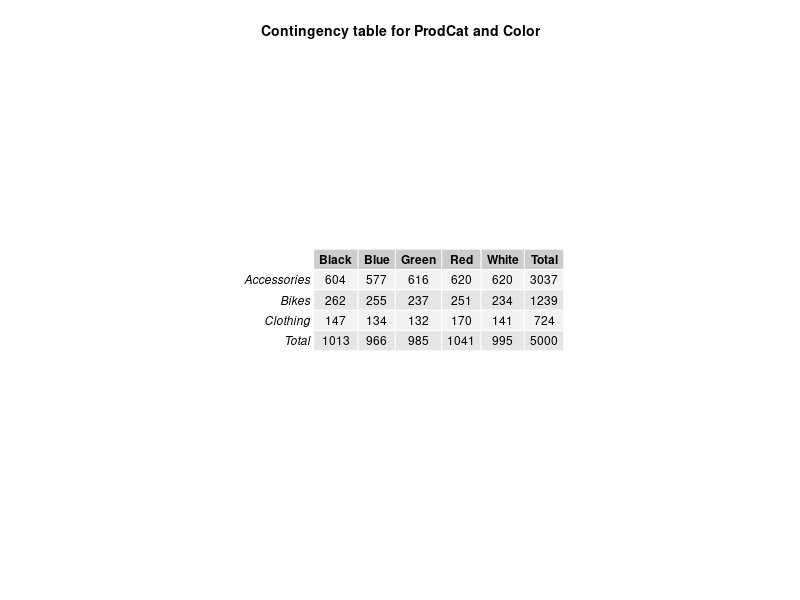 Contingency table for ProdCat and Color
Black Blue Green Red White Total
Accessories 604 577 616 620 620 3037
Bikes 262 255 237 251 234 1239
Clothing 147 134 132 170 141 724
Total 1013 966 985 1041 995 5000